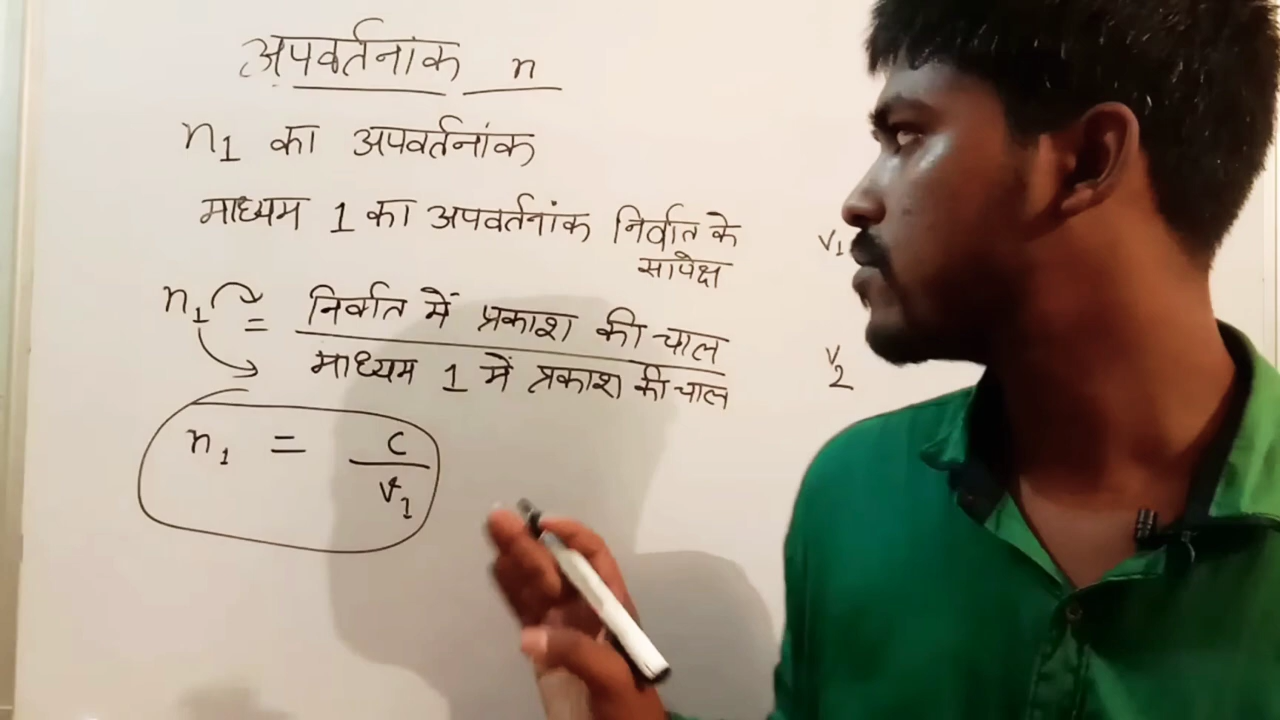 अपवर्तनांक n
n1 का अपवर्तनांक
माध्यम 1 का अपवर्तनांक निर्वात के
सापेक्ष
n1 = निर्वात में प्रकाश की चाल
माध्यम 1 में प्रकाश की चाल
n1 = c
v1
v1
v2